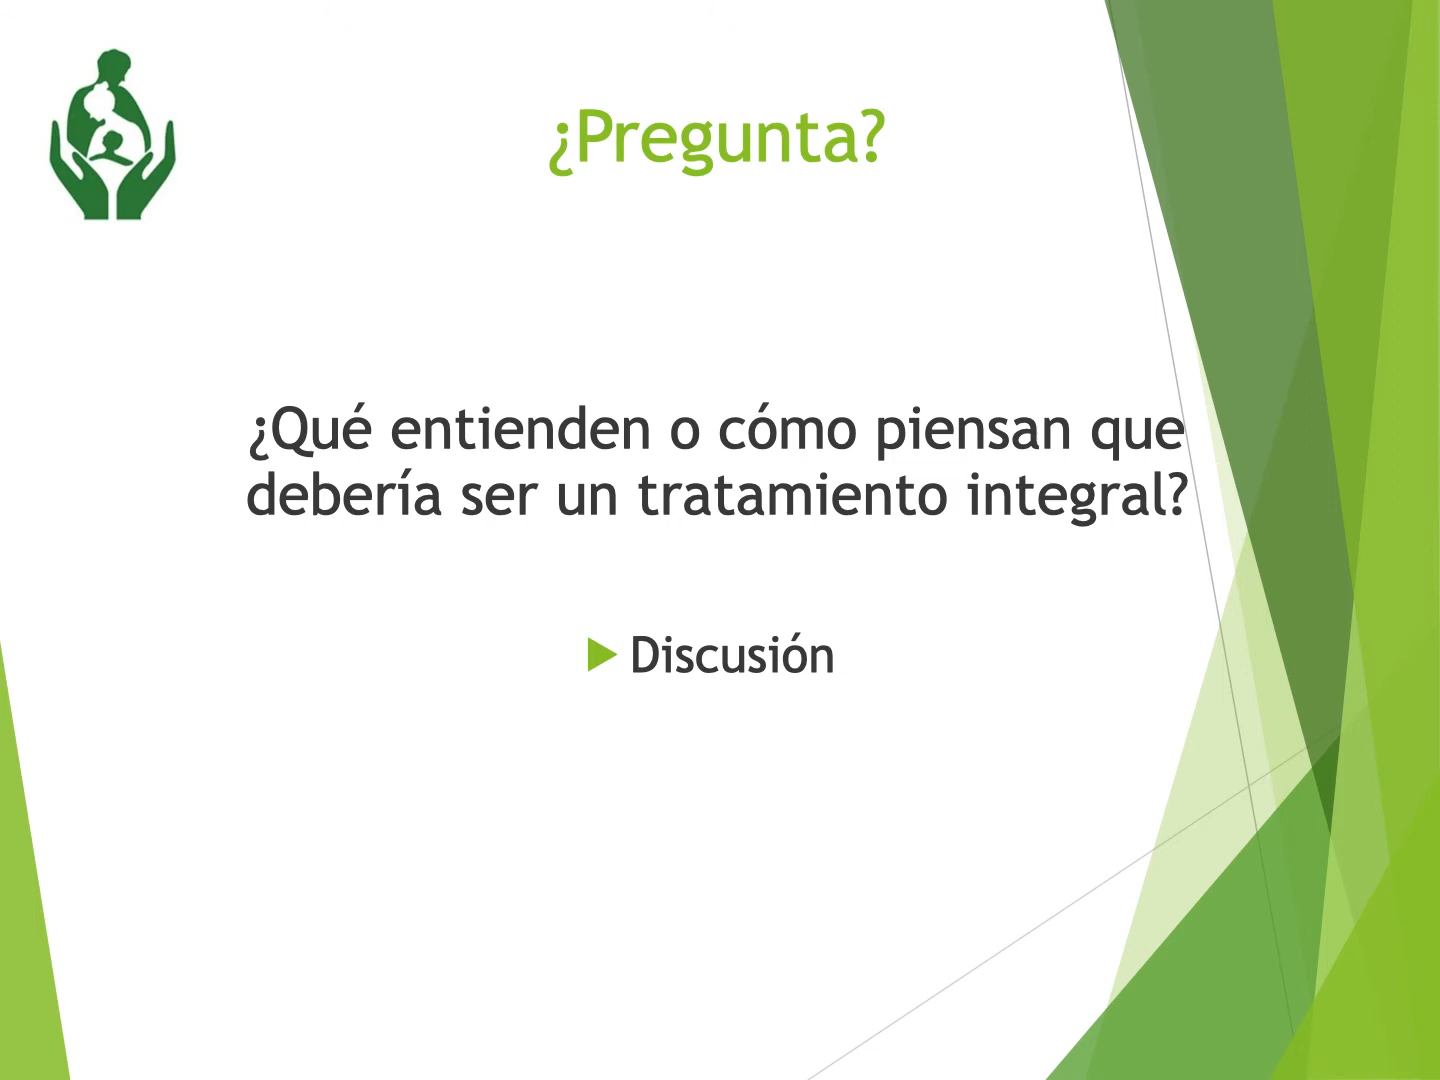 ¿Pregunta?
¿Qué entienden o cómo piensan que
debería ser un tratamiento integral?
Discusión